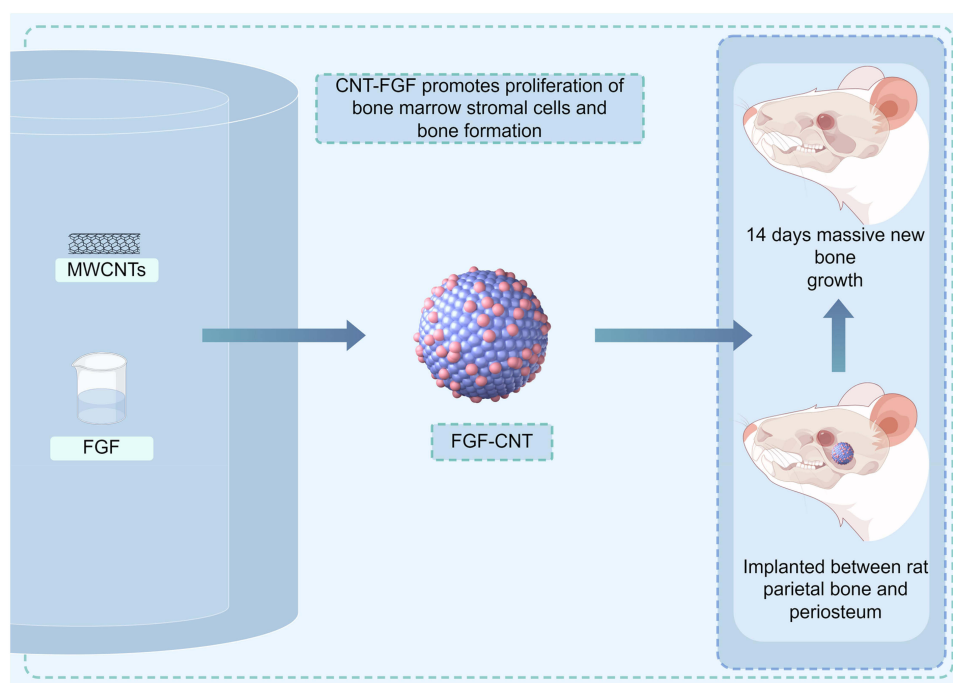 CNT-FGF promotes proliferation of
bone marrow stromal cells and
bone formation
MWCNTs
FGF
FGF-CNT
14 days massive new
bone
growth
Implanted between rat
parietal bone and
periosteum